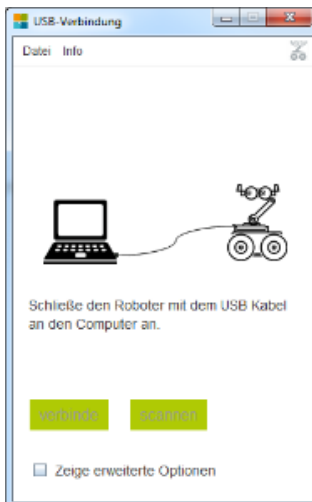 USB-Verbindung
Datei Info
Schließe den Roboter mit dem USB Kabel
an den Computer an.
verbinde scannen
Zeige erweiterte Optionen